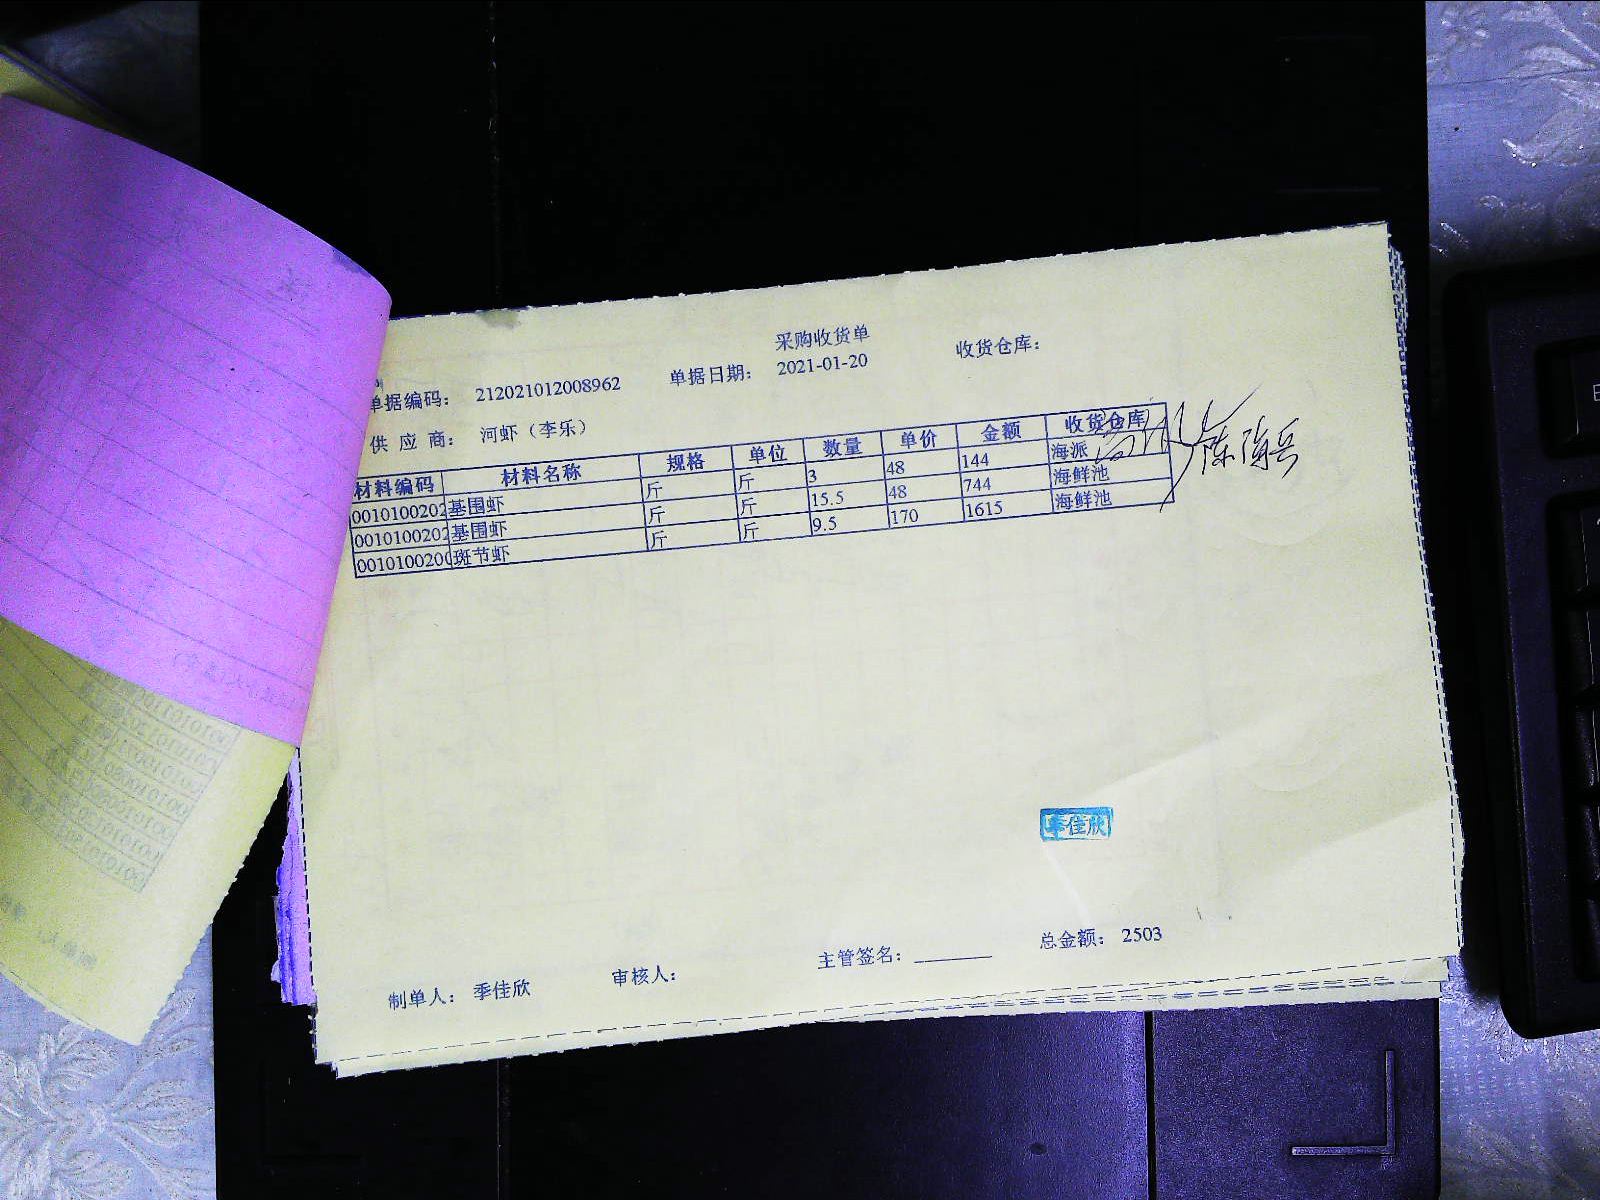 采购收货单
单据编码： 212021012008962 单据日期： 2021-01-20 收货仓库：
供 应 商： 河虾（李乐）
材料编码 材料名称 规格 单位 数量 单价 金额 收货仓库
0010100202 基围虾 斤 斤 3 48 144 海派
0010100202 基围虾 斤 斤 15.5 48 744 海鲜池
0010100200 斑节虾 斤 斤 9.5 170 1615 海鲜池
季佳欣
总金额： 2503
制单人： 季佳欣 审核人： 主管签名：